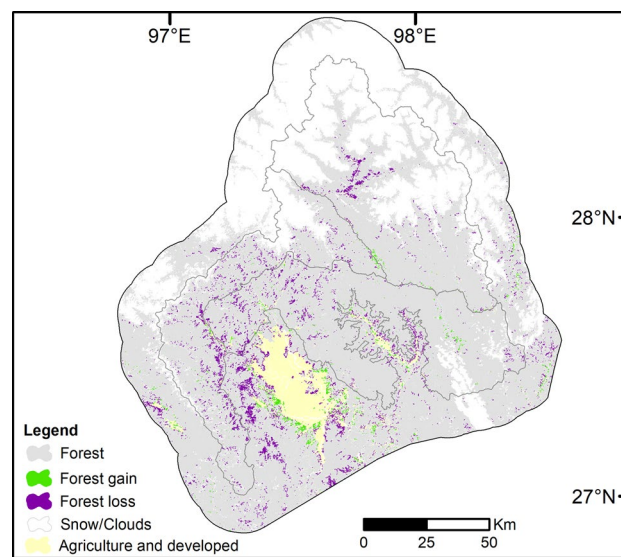 97°E 98°E
28°N
27°N
Legend
Forest
Forest gain
Forest loss
Snow/Clouds
Agriculture and developed
Km
0 25 50